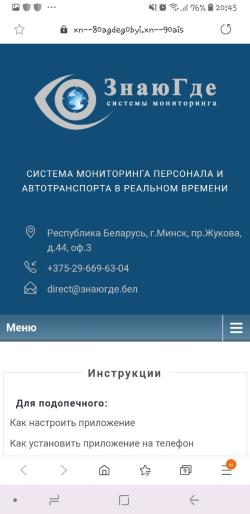 76% 20:45
xn--80agdeg0byi.xn--90ais
ЗнаюГде
системы мониторинга
СИСТЕМА МОНИТОРИНГА ПЕРСОНАЛА И
АВТОТРАНСПОРТА В РЕАЛЬНОМ ВРЕМЕНИ
Республика Беларусь, г.Минск, пр.Жукова,
д.44, оф.3
+375-29-669-63-04
direct@знаюгде.бел
Меню
Инструкции
Для подопечного:
Как настроить приложение
Как установить приложение на телефон